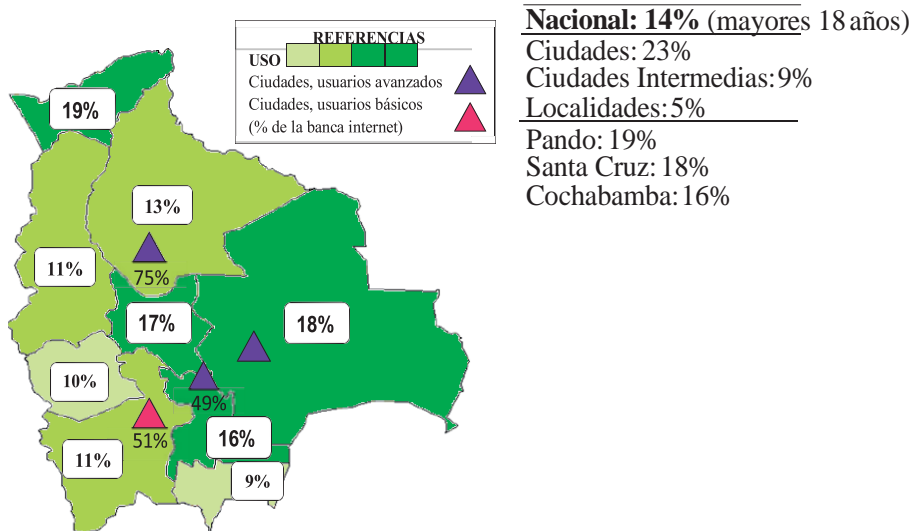 REFERENCIAS
USO
Ciudades, usuarios avanzados
Ciudades, usuarios básicos
(% de la banca internet)
Nacional: 14% (mayores 18 años)
Ciudades: 23%
Ciudades Intermedias: 9%
Localidades: 5%
Pando: 19%
Santa Cruz: 18%
Cochabamba: 16%
19%
13%
11%
75%
17%
18%
10%
49%
51%
16%
11%
9%